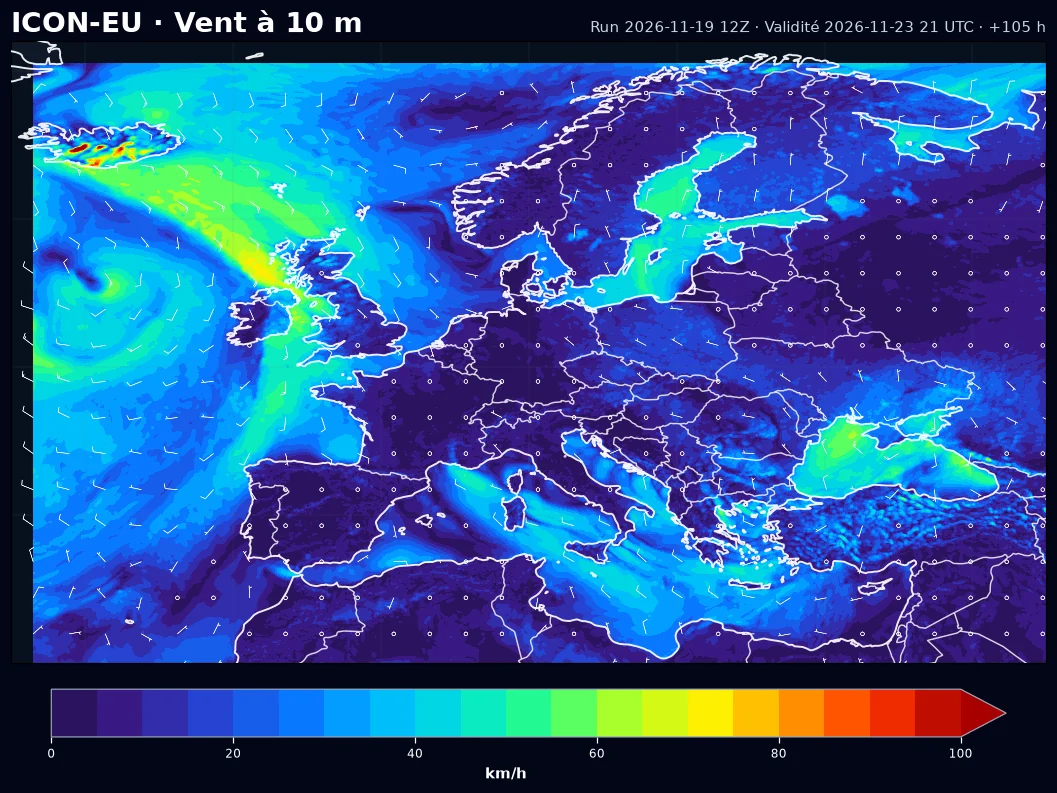 ICON-EU · Vent à 10 m
Run 2026-11-19 12Z · Validité 2026-11-23 21 UTC · +105 h
0 20 40 60 80 100
km/h